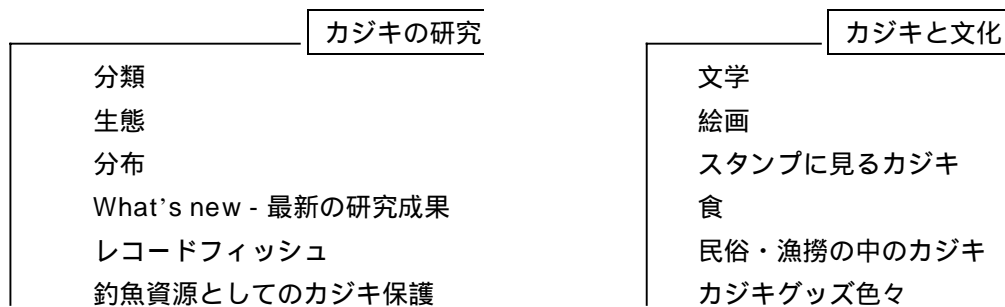 カジキの研究
分類
生態
分布
What's new - 最新の研究成果
レコードフィッシュ
釣魚資源としてのカジキ保護
カジキと文化
文学
絵画
スタンプに見るカジキ
食
民俗・漁撈の中のカジキ
カジキグッズ色々